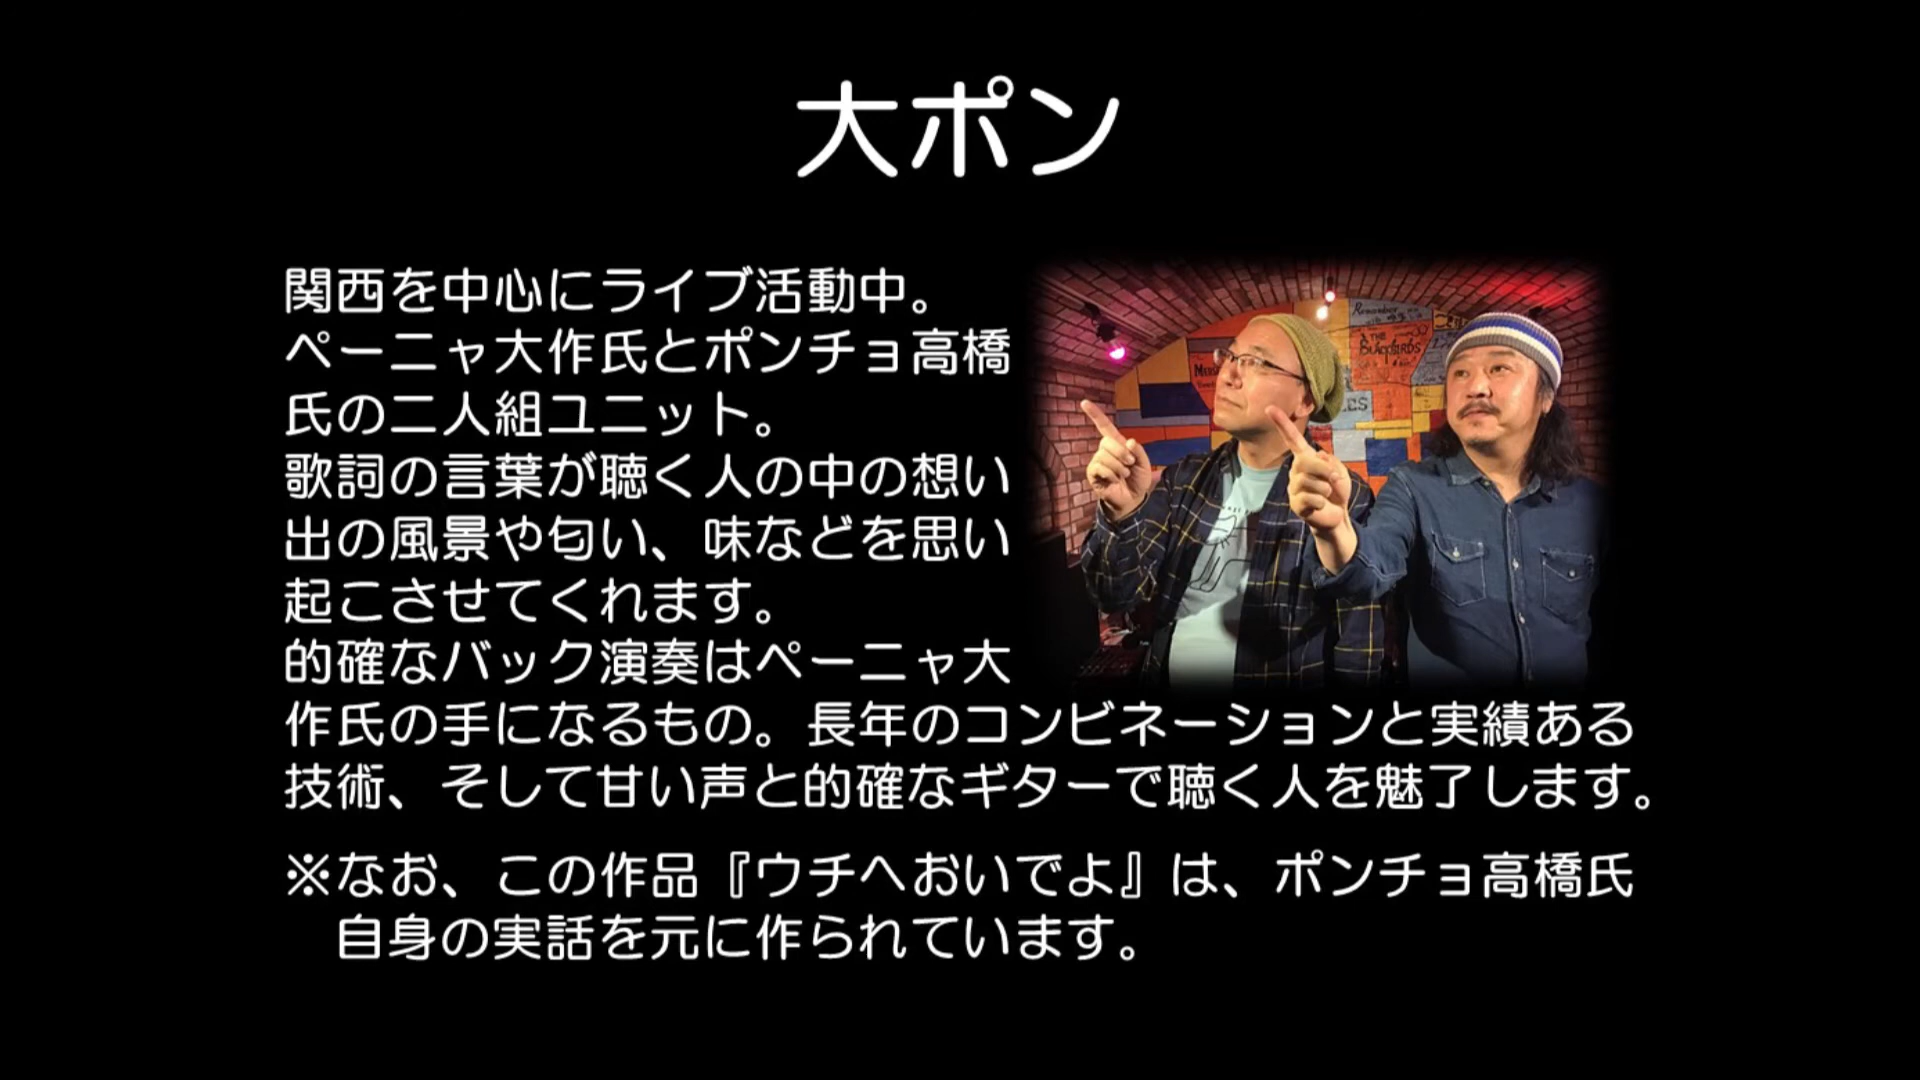 大ポン
関西を中心にライブ活動中。
ペーニャ大作氏とポンチョ高橋
氏の二人組ユニット。
歌詞の言葉が聴く人の中の想い
出の風景や匂い、味などを思い
起こさせてくれます。
的確なバック演奏はペーニャ大
作氏の手になるもの。長年のコンビネーションと実績ある
技術、そして甘い声と的確なギターで聴く人を魅了します。
※なお、この作品『ウチへおいでよ』は、ポンチョ高橋氏
自身の実話を元に作られています。
Remember
THE
BLACKBIRDS